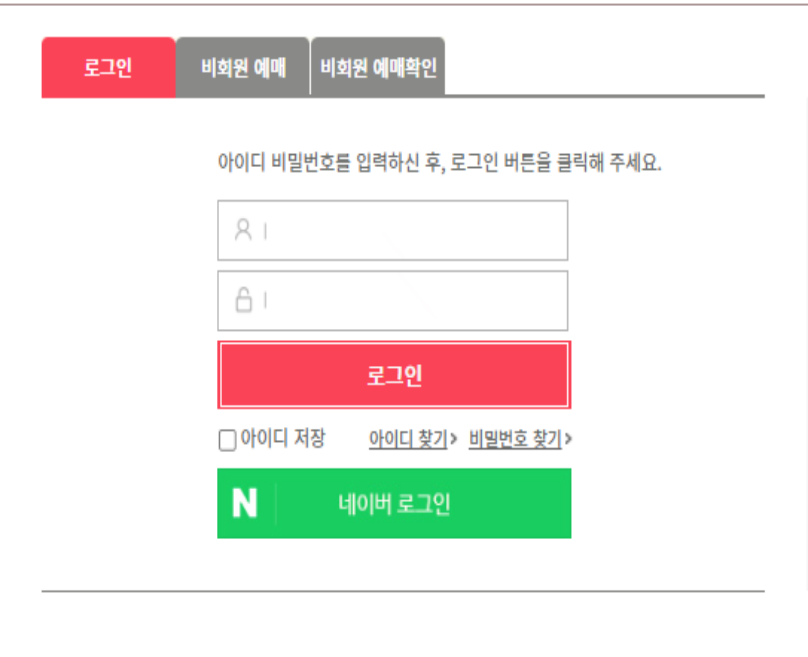 로그인 비회원 예매 비회원 예매확인
아이디 비밀번호를 입력하신 후, 로그인 버튼을 클릭해 주세요.
로그인
아이디 저장 아이디 찾기> 비밀번호 찾기>
N 네이버 로그인